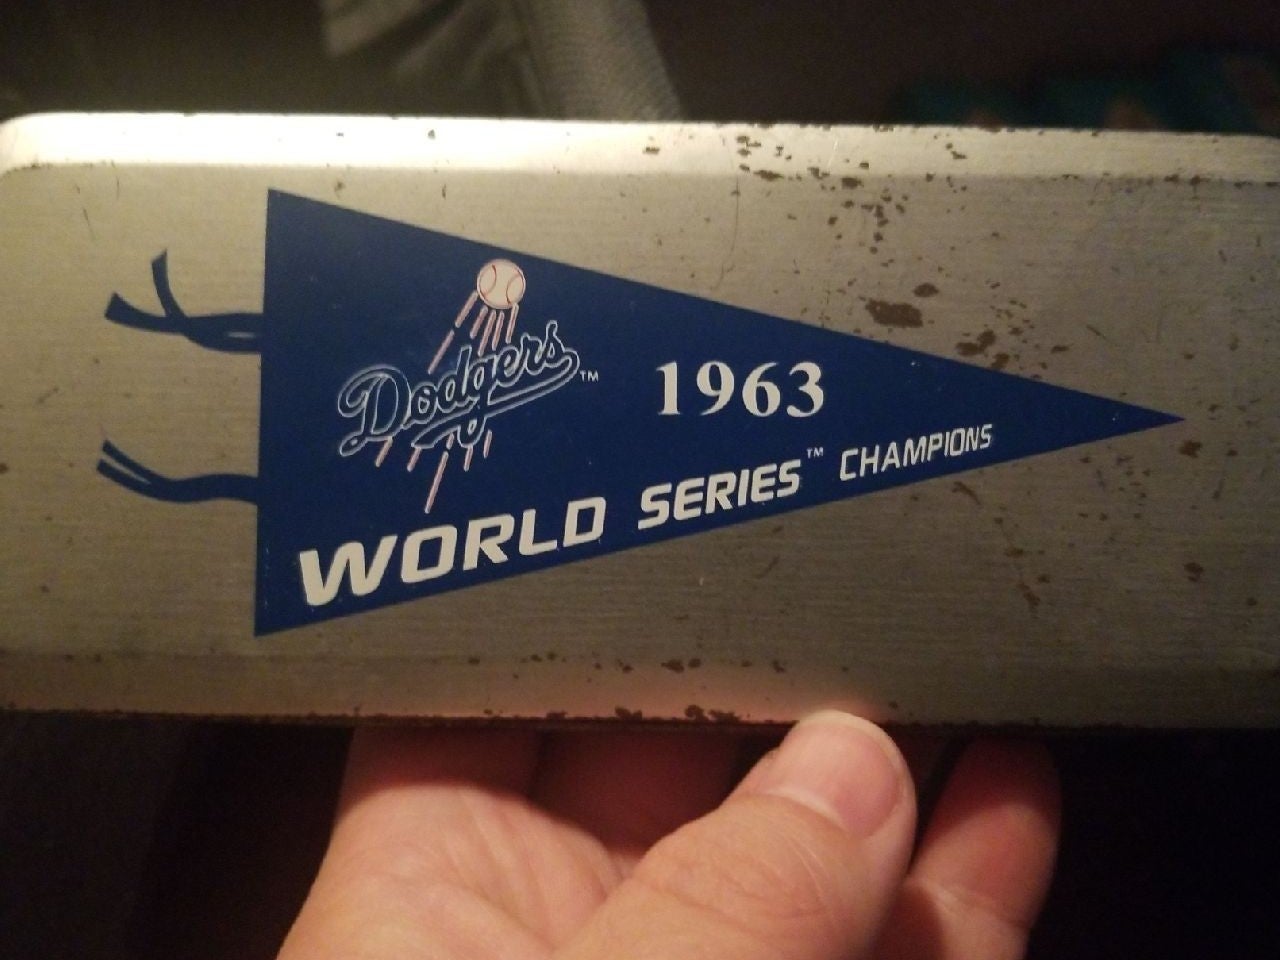 Dodgers™
1963
WORLD SERIES™ CHAMPIONS